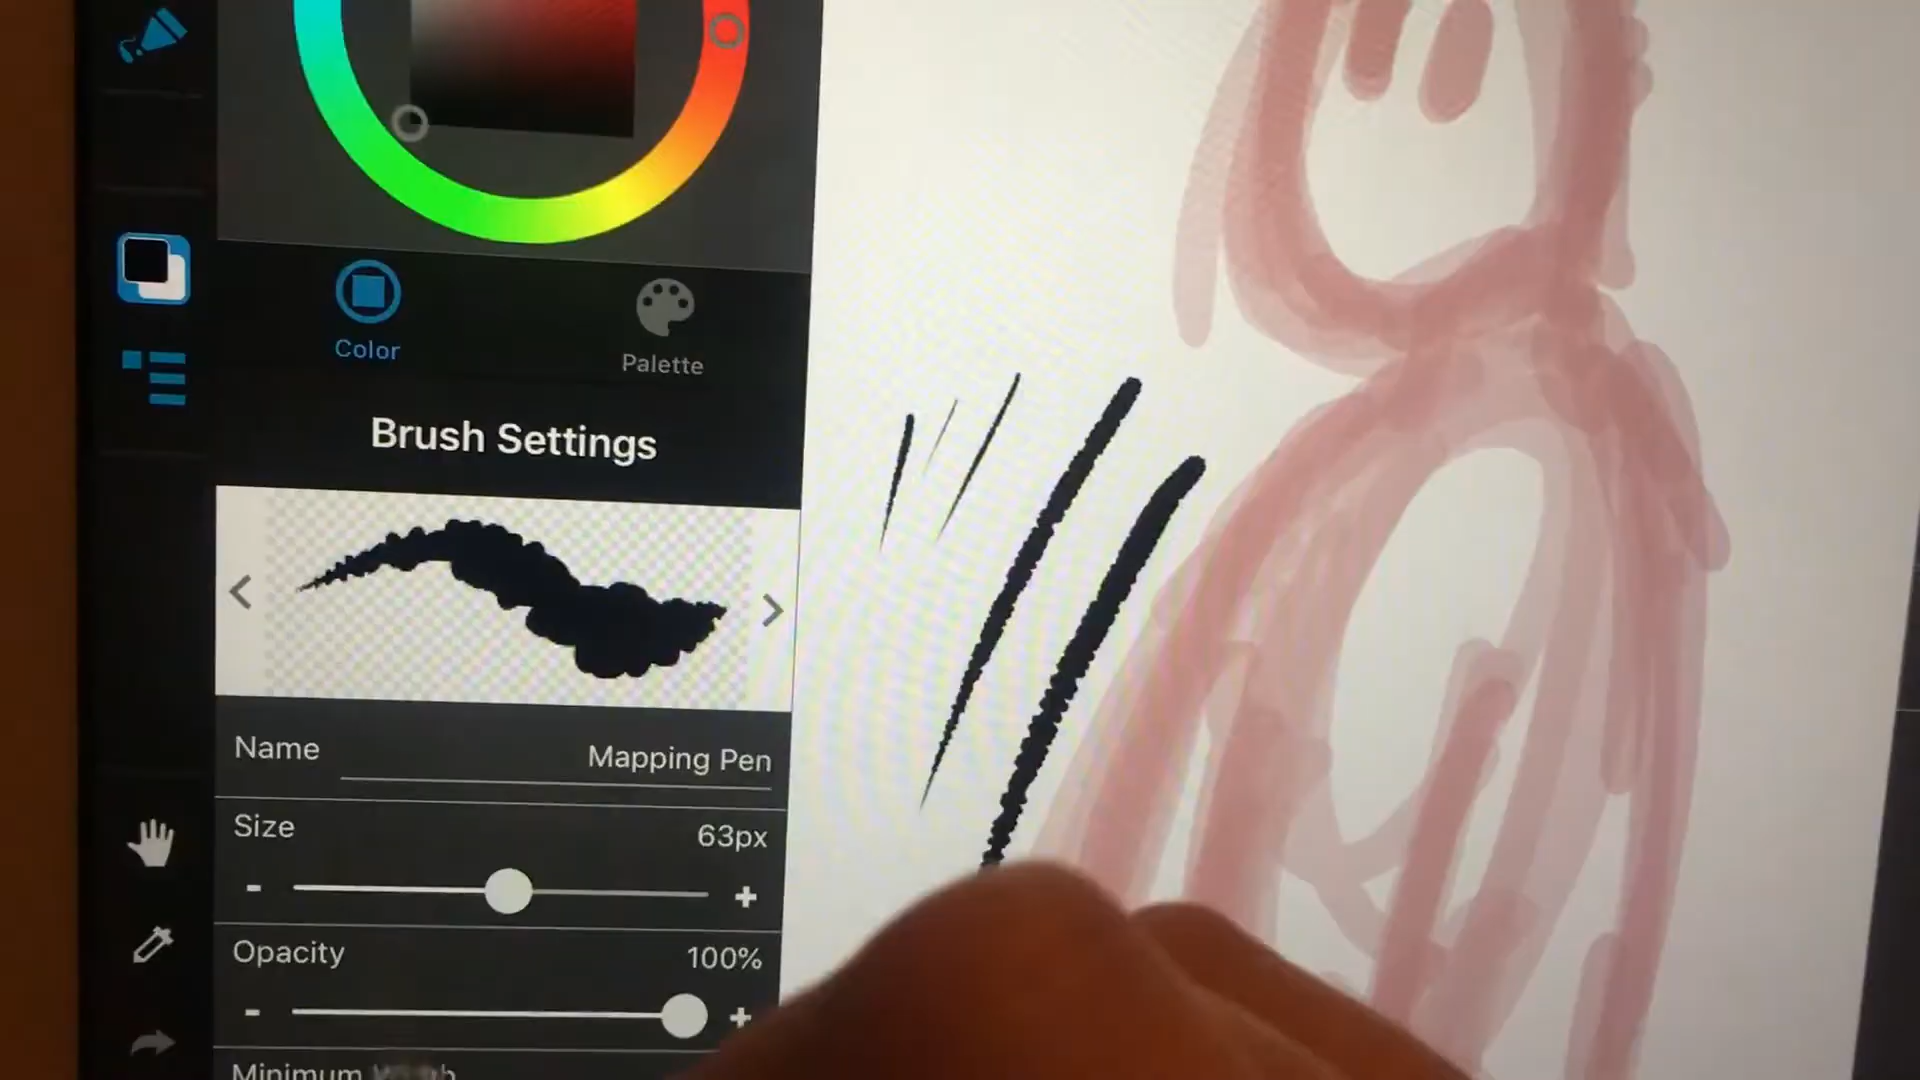 Color
Palette
Brush Settings
Name
Mapping Pen
Size
63px
- +
Opacity
100%
- +
Minimum